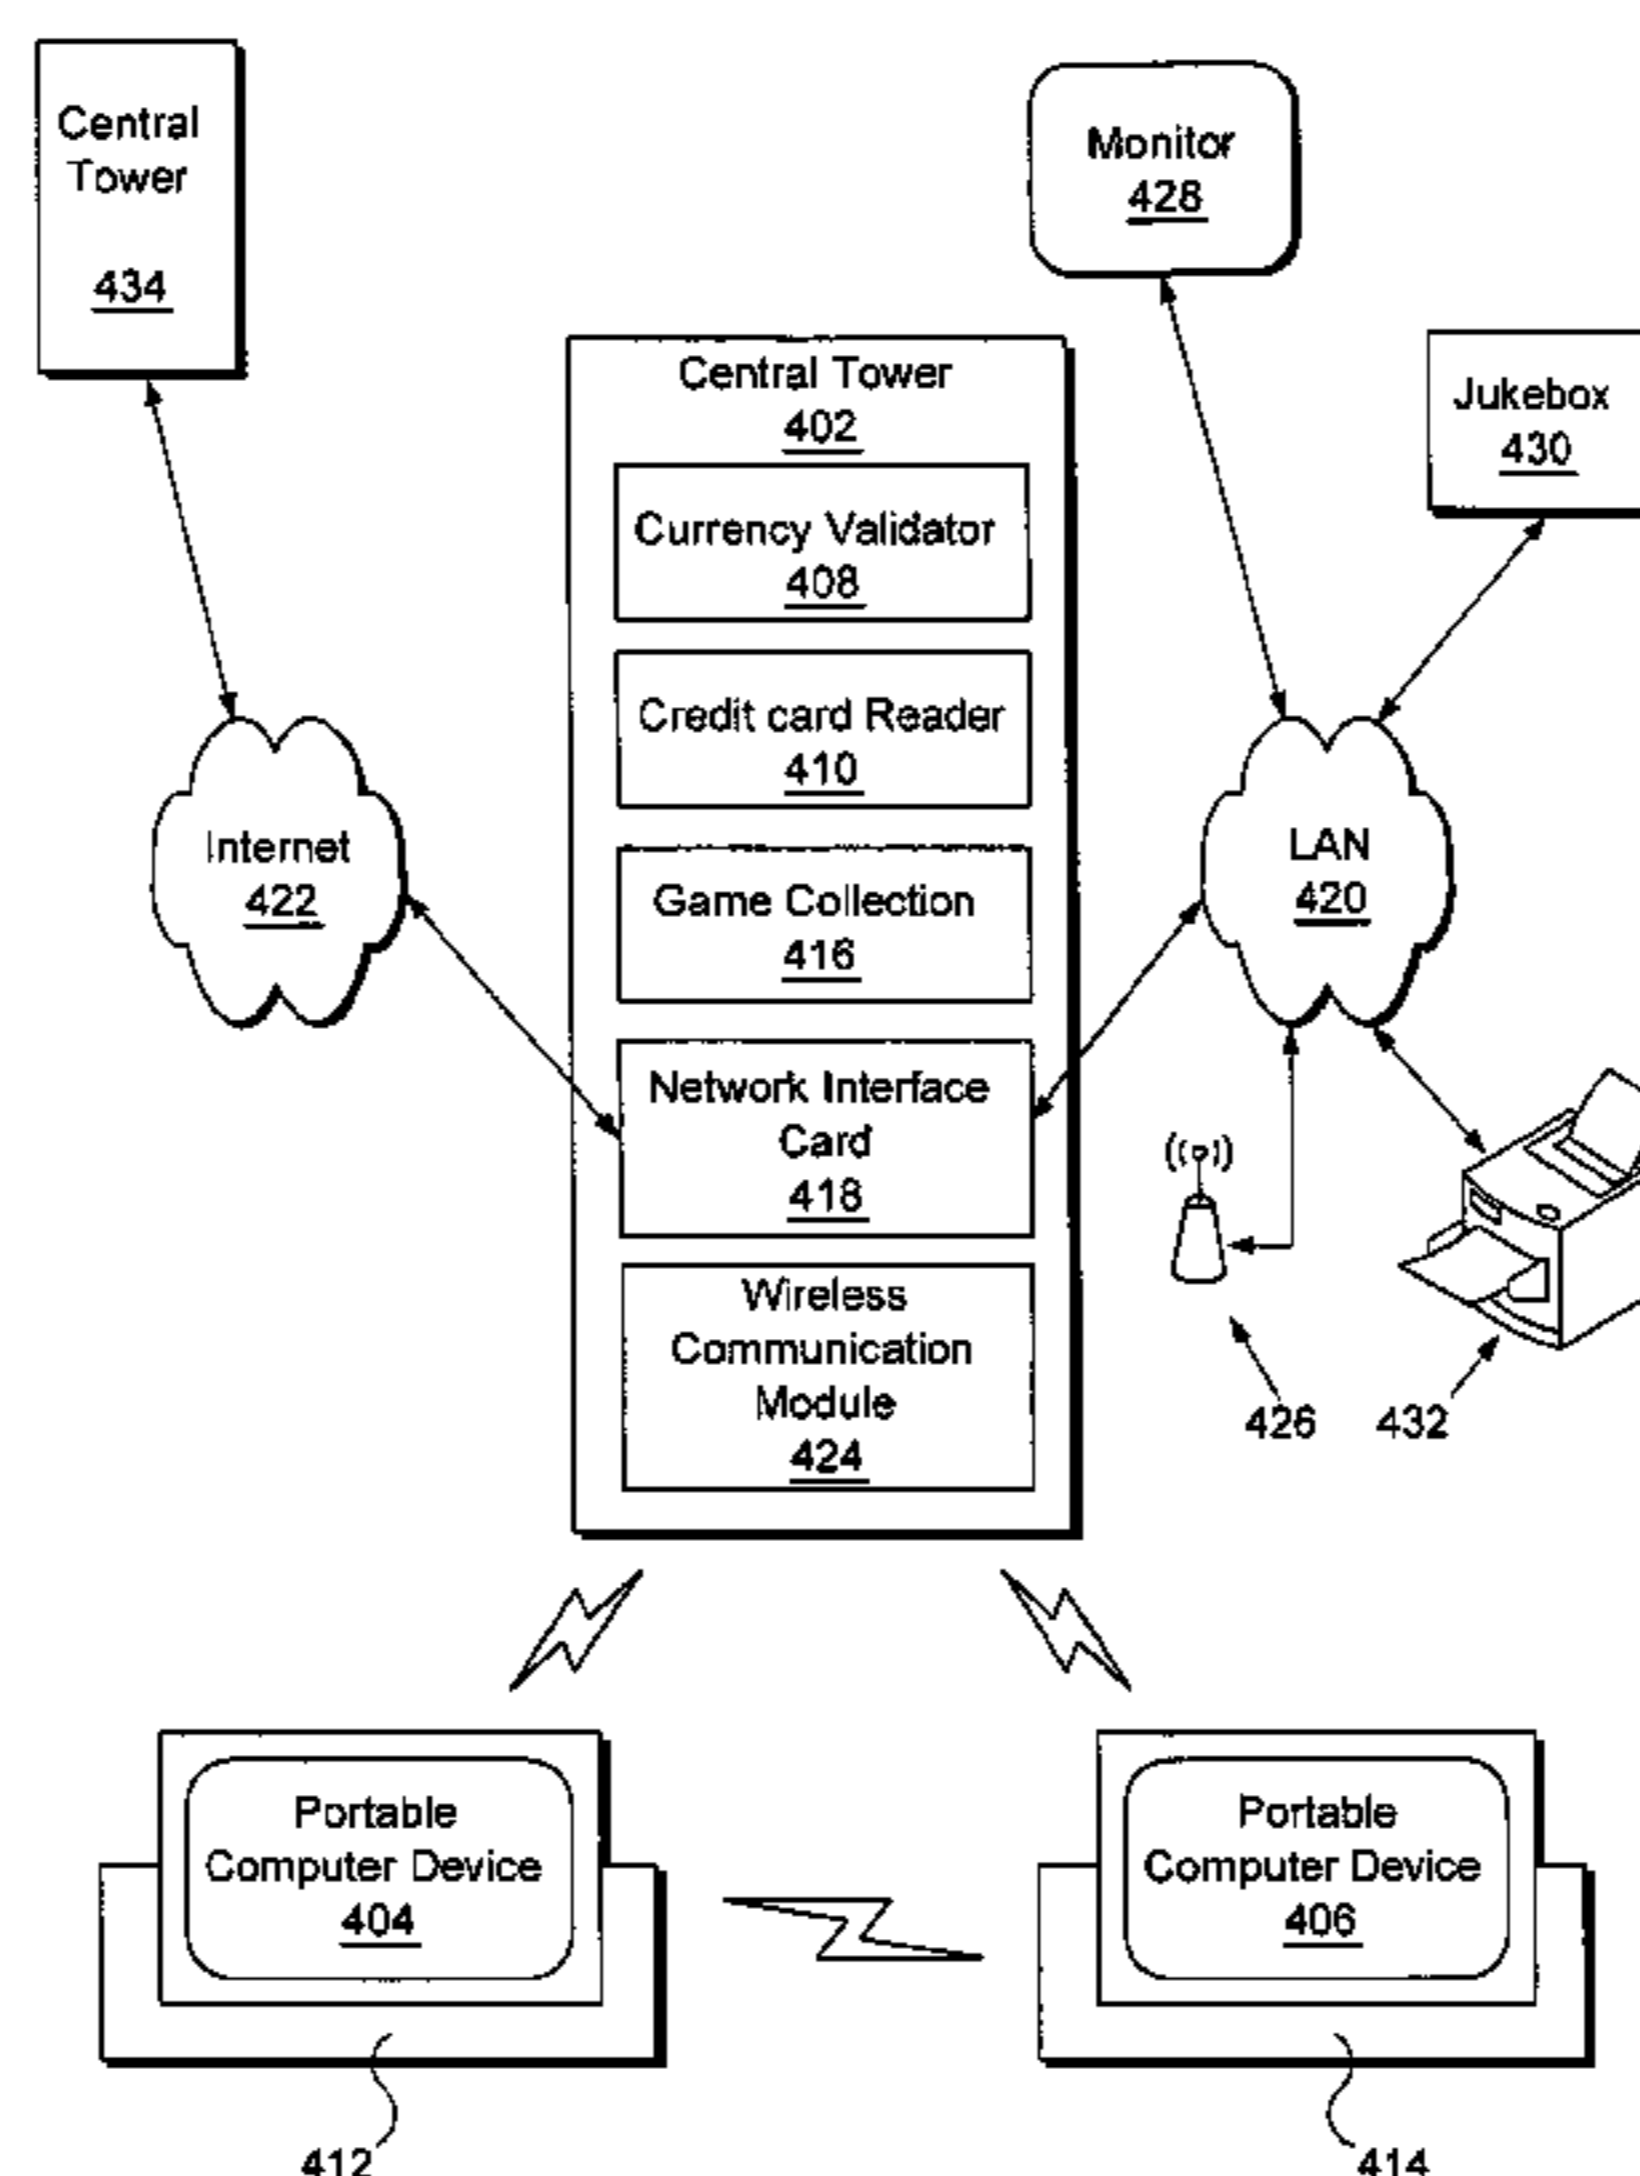 Central
Tower
434
Monitor
428
Jukebox
430
Central Tower
402
Currency Validator
408
Credit card Reader
410
Game Collection
416
Network Interface
Card
418
Wireless
Communication
Module
424
Internet
422
LAN
420
426
432
Portable
Computer Device
404
Portable
Computer Device
406
412
414